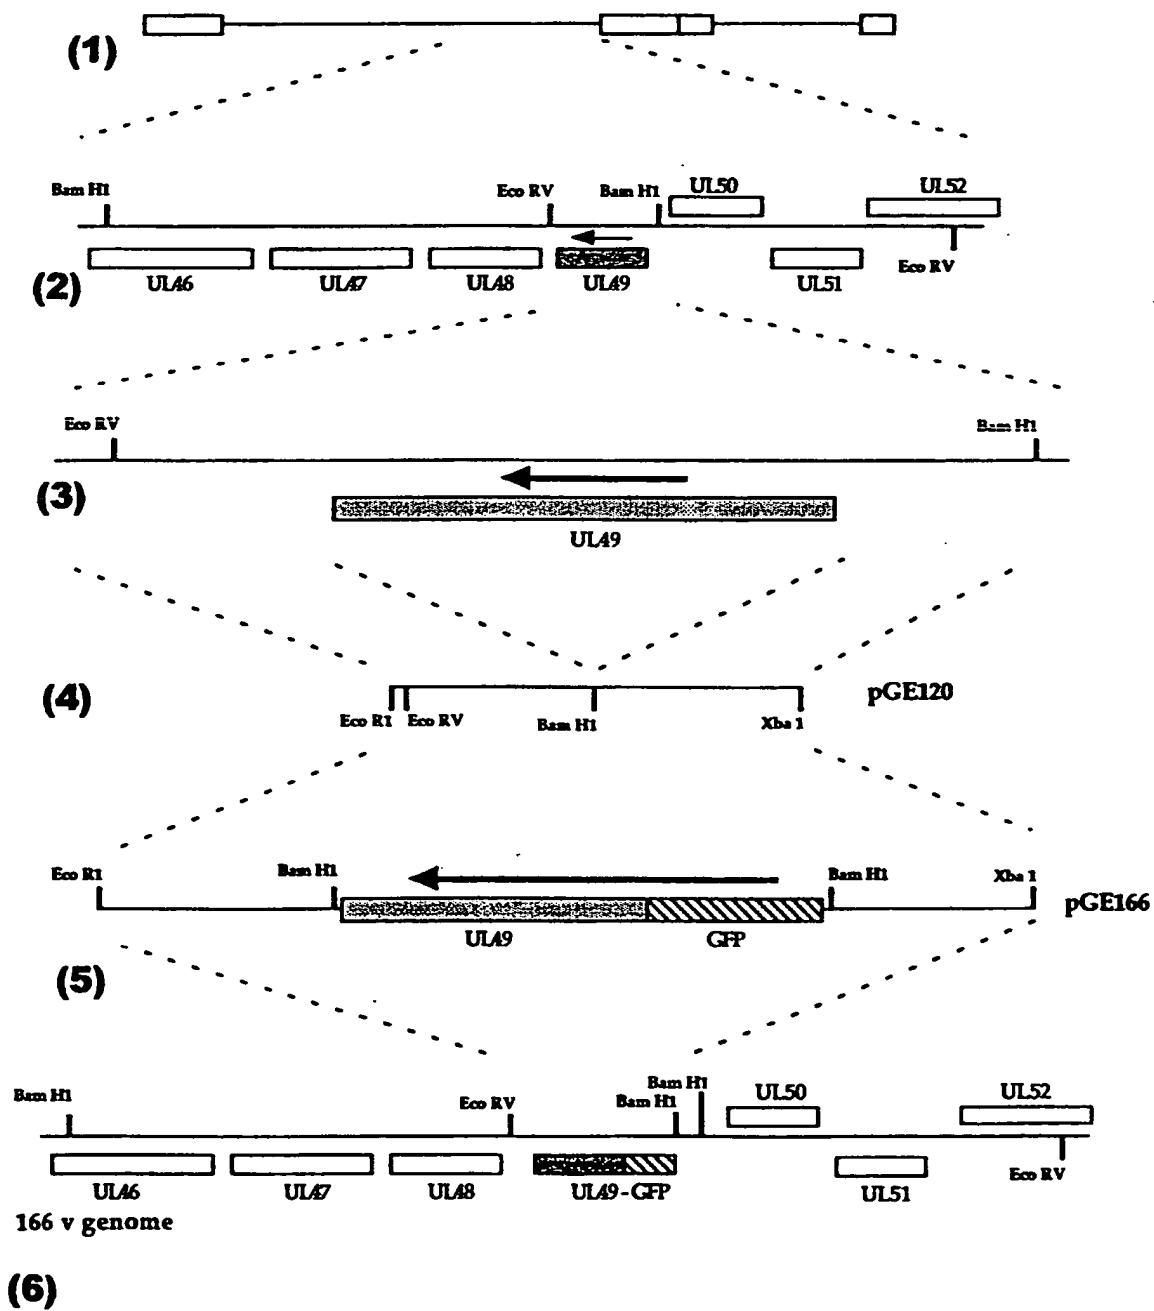 (1)
Bam H1
Eco RV
Bam H1
UL50
UL52
UL46
UL47
UL48
UL49
UL51
Eco RV
(2)
Eco RV
Bam H1
(3)
UL49
(4)
Eco R1
Eco RV
Bam H1
Xba 1
pGE120
Eco R1
Bam H1
Bam H1
Xba 1
pGE166
UL49
GFP
(5)
Bam H1
Eco RV
Bam H1
Bam H1
UL50
UL52
UL46
UL47
UL48
UL49-GFP
UL51
Eco RV
166 v genome
(6)